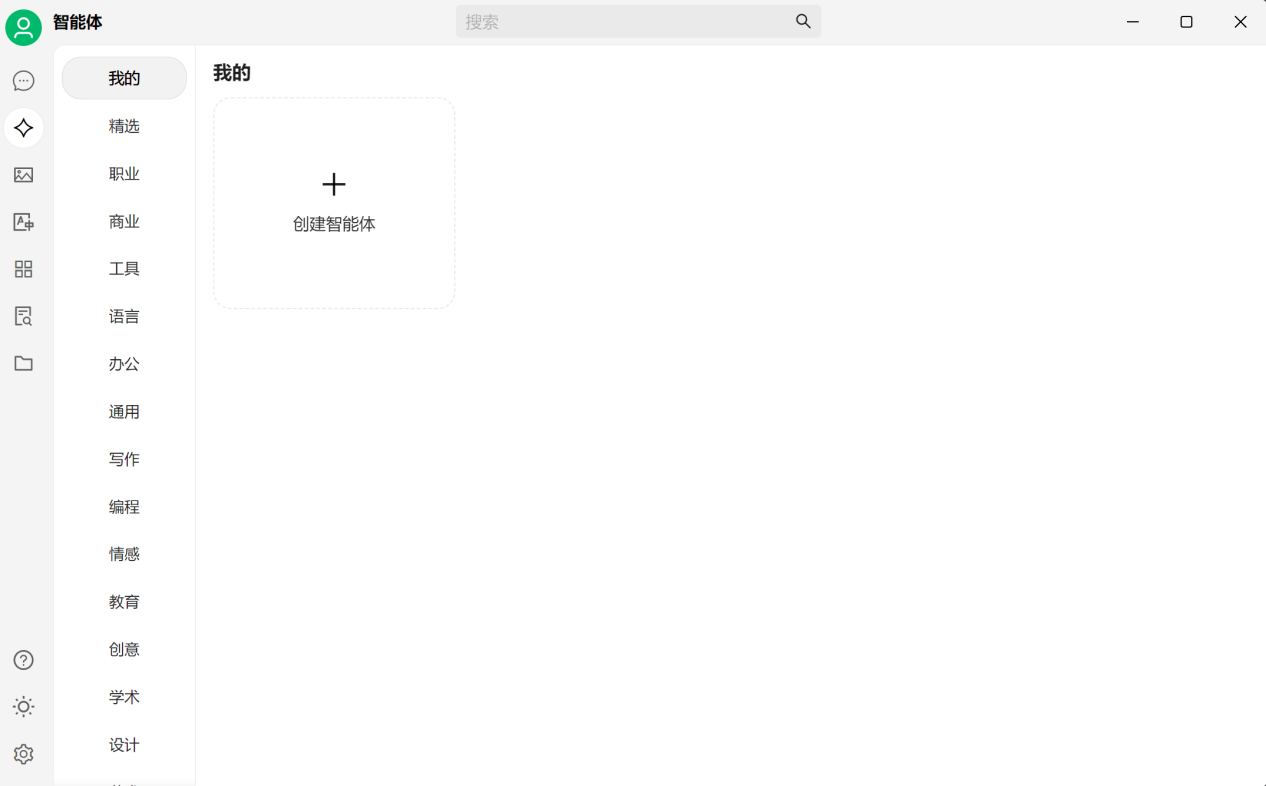 智能体
搜索
我的
精选
职业
商业
工具
语言
办公
通用
写作
编程
情感
教育
创意
学术
设计
我的
创建智能体